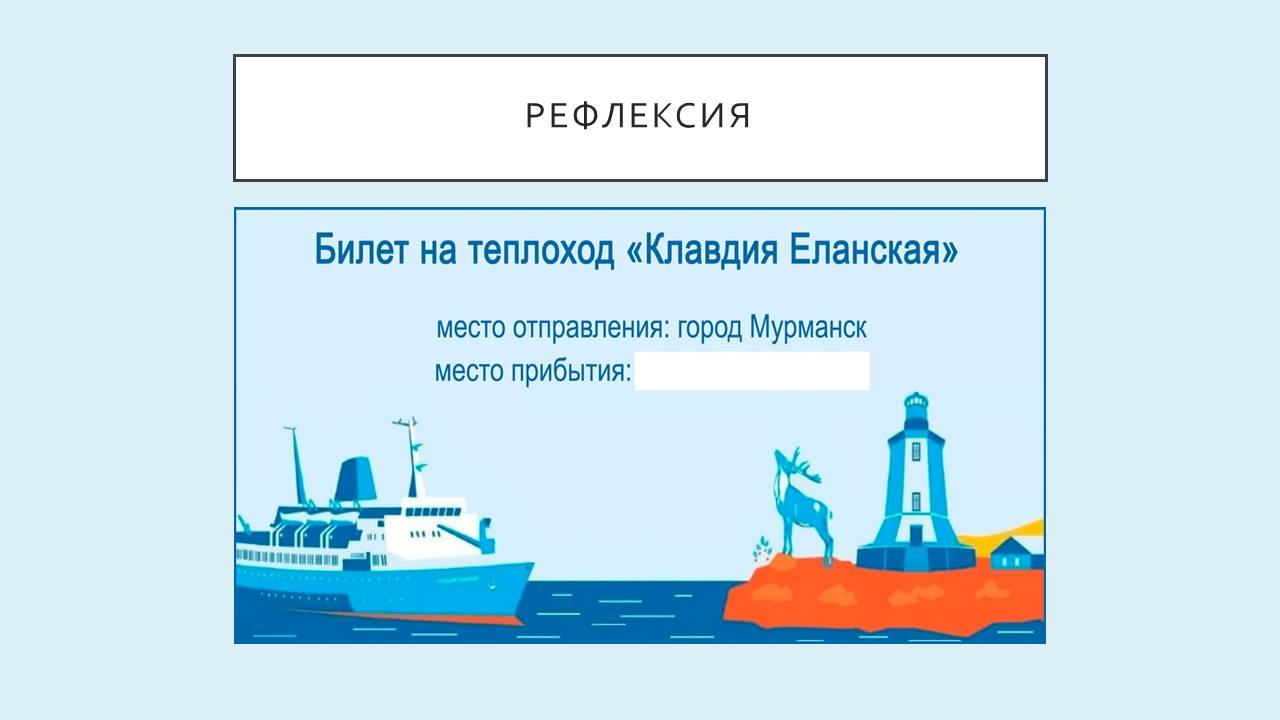 РЕФЛЕКСИЯ
Билет на теплоход «Клавдия Еланская»
место отправления: город Мурманск
место прибытия: